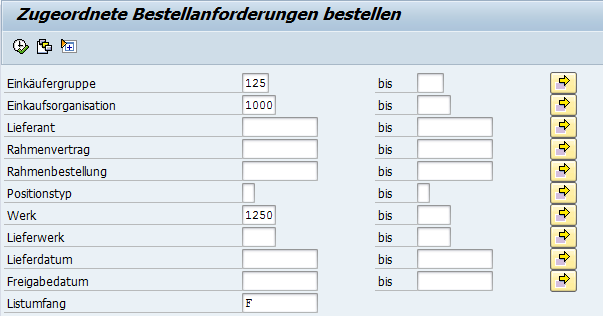 Zugeordnete Bestellanforderungen bestellen
Einkäufergruppe 125 bis
Einkaufsorganisation 1000 bis
Lieferant bis
Rahmenvertrag bis
Rahmenbestellung bis
Positionstyp bis
Werk 1250 bis
Lieferwerk bis
Lieferdatum bis
Freigabedatum bis
Listumfang F